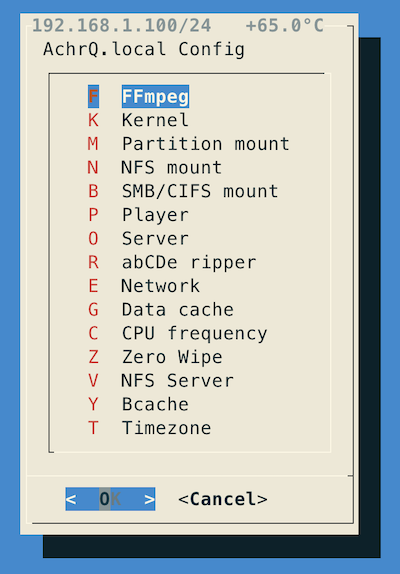 192.168.1.100/24 +65.0°C
AchrQ.local Config
F FFmpeg
K Kernel
M Partition mount
N NFS mount
B SMB/CIFS mount
P Player
O Server
R abCDe ripper
E Network
G Data cache
C CPU frequency
Z Zero Wipe
V NFS Server
Y Bcache
T Timezone
< OK > <Cancel>